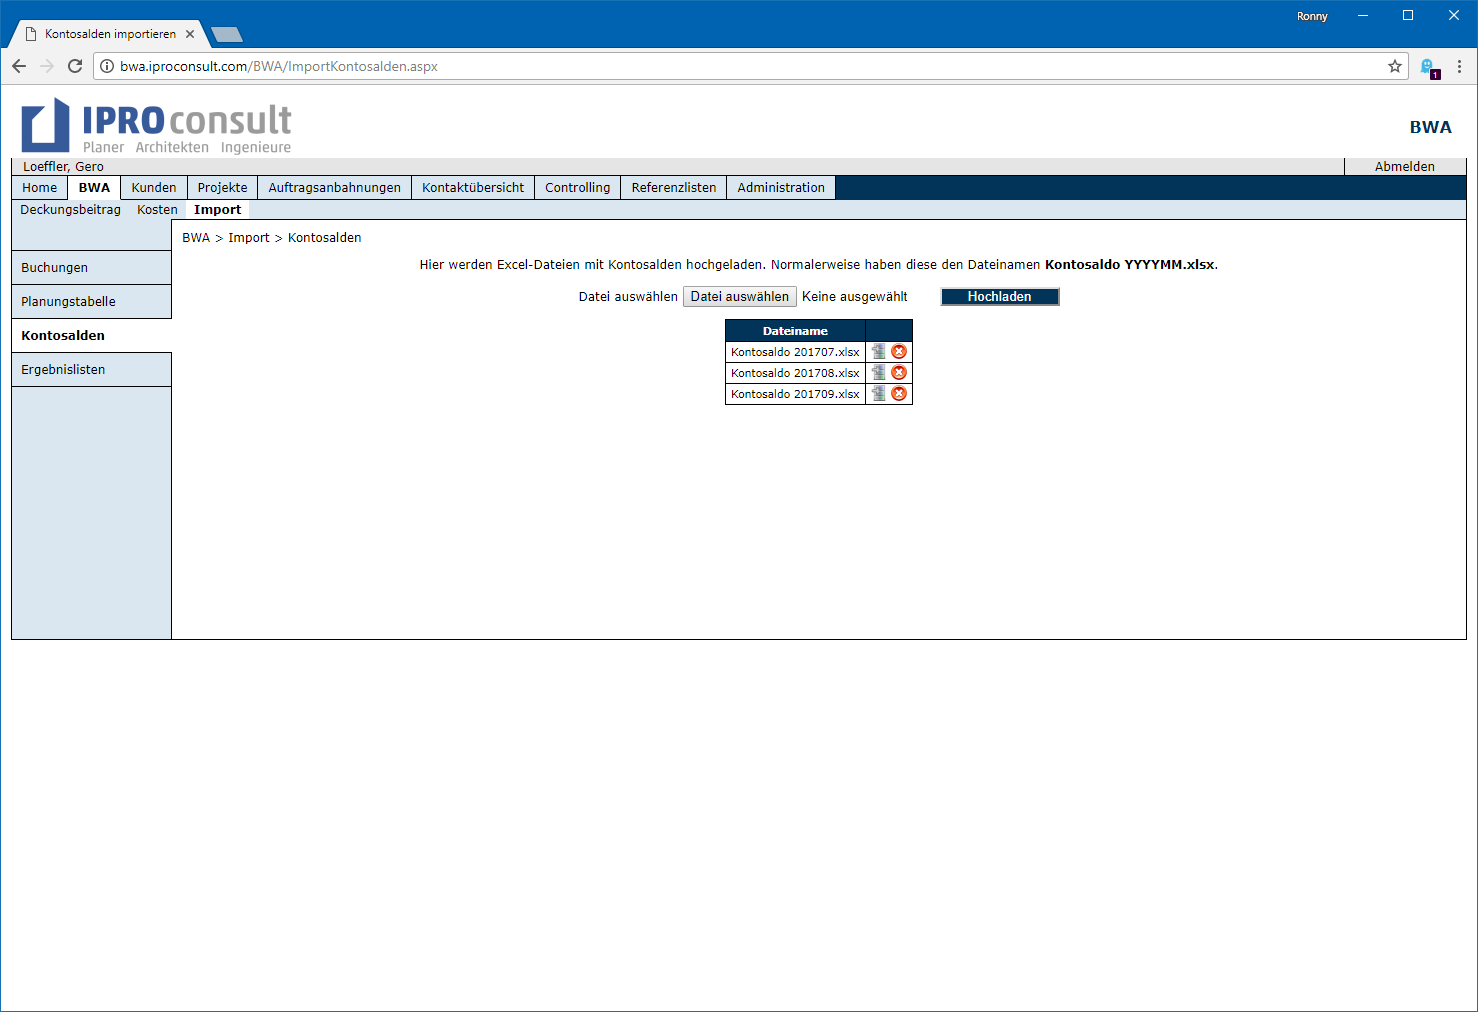 Ronny
Kontosalden importieren
bwa.iproconsult.com/BWA/ImportKontosalden.aspx
1
IPROconsult
Planer Architekten Ingenieure
BWA
Loeffler, Gero
Abmelden
Home BWA Kunden Projekte Auftragsanbahnungen Kontaktübersicht Controlling Referenzlisten Administration
Deckungsbeitrag Kosten Import
BWA > Import > Kontosalden
Buchungen
Planungstabelle
Kontosalden
Ergebnislisten
Hier werden Excel-Dateien mit Kontosalden hochgeladen. Normalerweise haben diese den Dateinamen Kontosaldo YYYYMM.xlsx.
Datei auswählen Datei auswählen Keine ausgewählt Hochladen
Dateiname
Kontosaldo 201707.xlsx
Kontosaldo 201708.xlsx
Kontosaldo 201709.xlsx